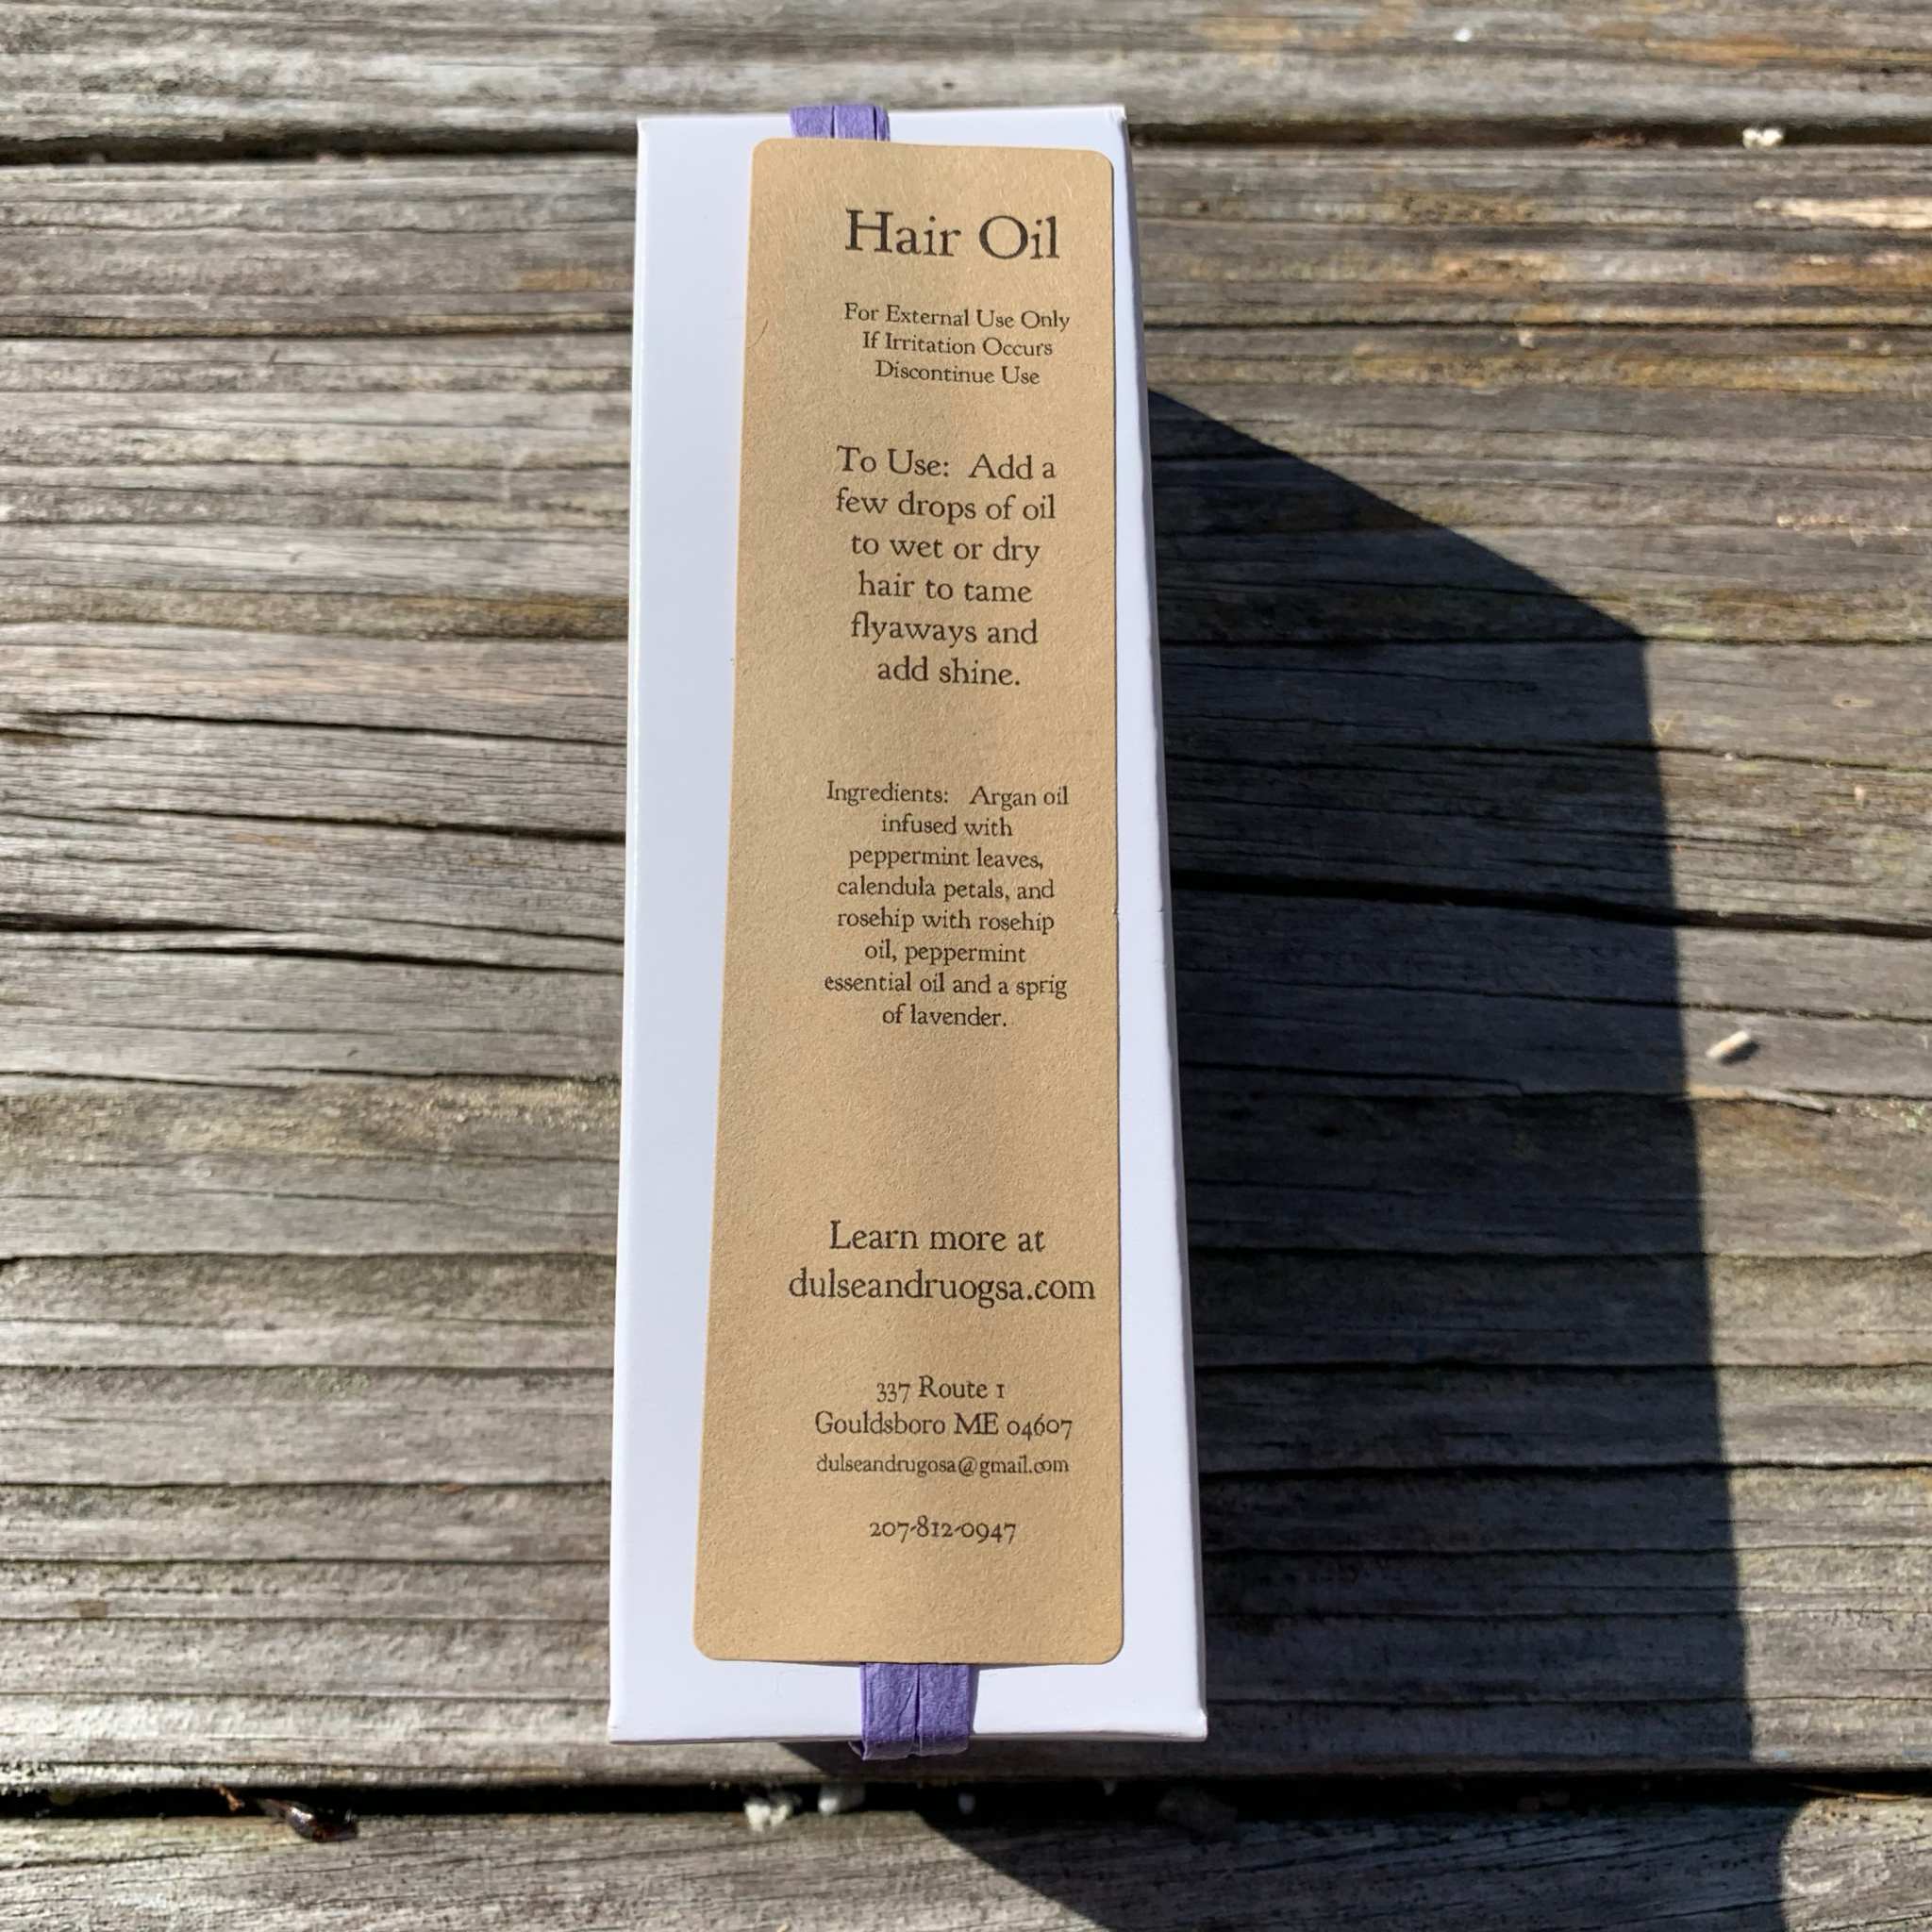 Hair Oil
For External Use Only
If Irritation Occurs
Discontinue Use
To Use: Add a
few drops of oil
to wet or dry
hair to tame
flyaways and
add shine.
Ingredients: Argan oil
infused with
peppermint leaves,
calendula petals, and
rosehip with rosehip
oil, peppermint
essential oil and a sprig
of lavender.
Learn more at
dulseandruogsa.com
337 Route 1
Gouldsboro ME 04607
dulseandrugosa@gmail.com
207-812-0947